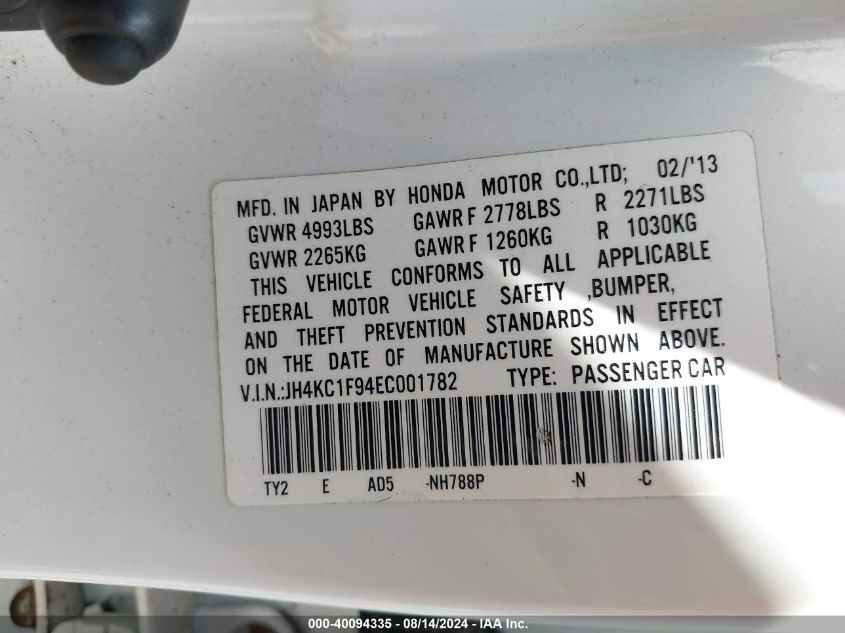 MFD. IN JAPAN BY HONDA MOTOR CO.,LTD; 02/'13
GVWR 4993LBS GAWR F 2778LBS R 2271LBS
GVWR 2265KG GAWR F 1260KG R 1030KG
THIS VEHICLE CONFORMS TO ALL APPLICABLE
FEDERAL MOTOR VEHICLE SAFETY ,BUMPER,
AND THEFT PREVENTION STANDARDS IN EFFECT
ON THE DATE OF MANUFACTURE SHOWN ABOVE.
V.I.N.:JH4KC1F94EC001782 TYPE: PASSENGER CAR
TY2 E AD5 -NH788P -N -C
000-40094335 - 08/14/2024 - IAA Inc.